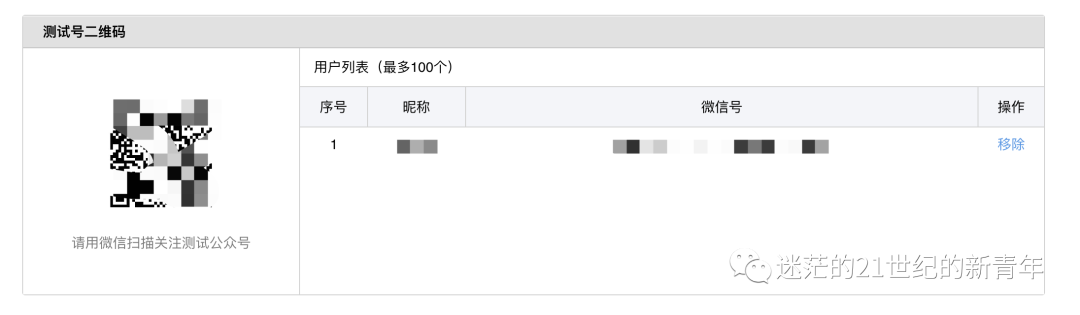 测试号二维码
用户列表（最多100个）
序号 昵称 微信号 操作
1 移除
请用微信扫描关注测试公众号
迷茫的21世纪的新青年